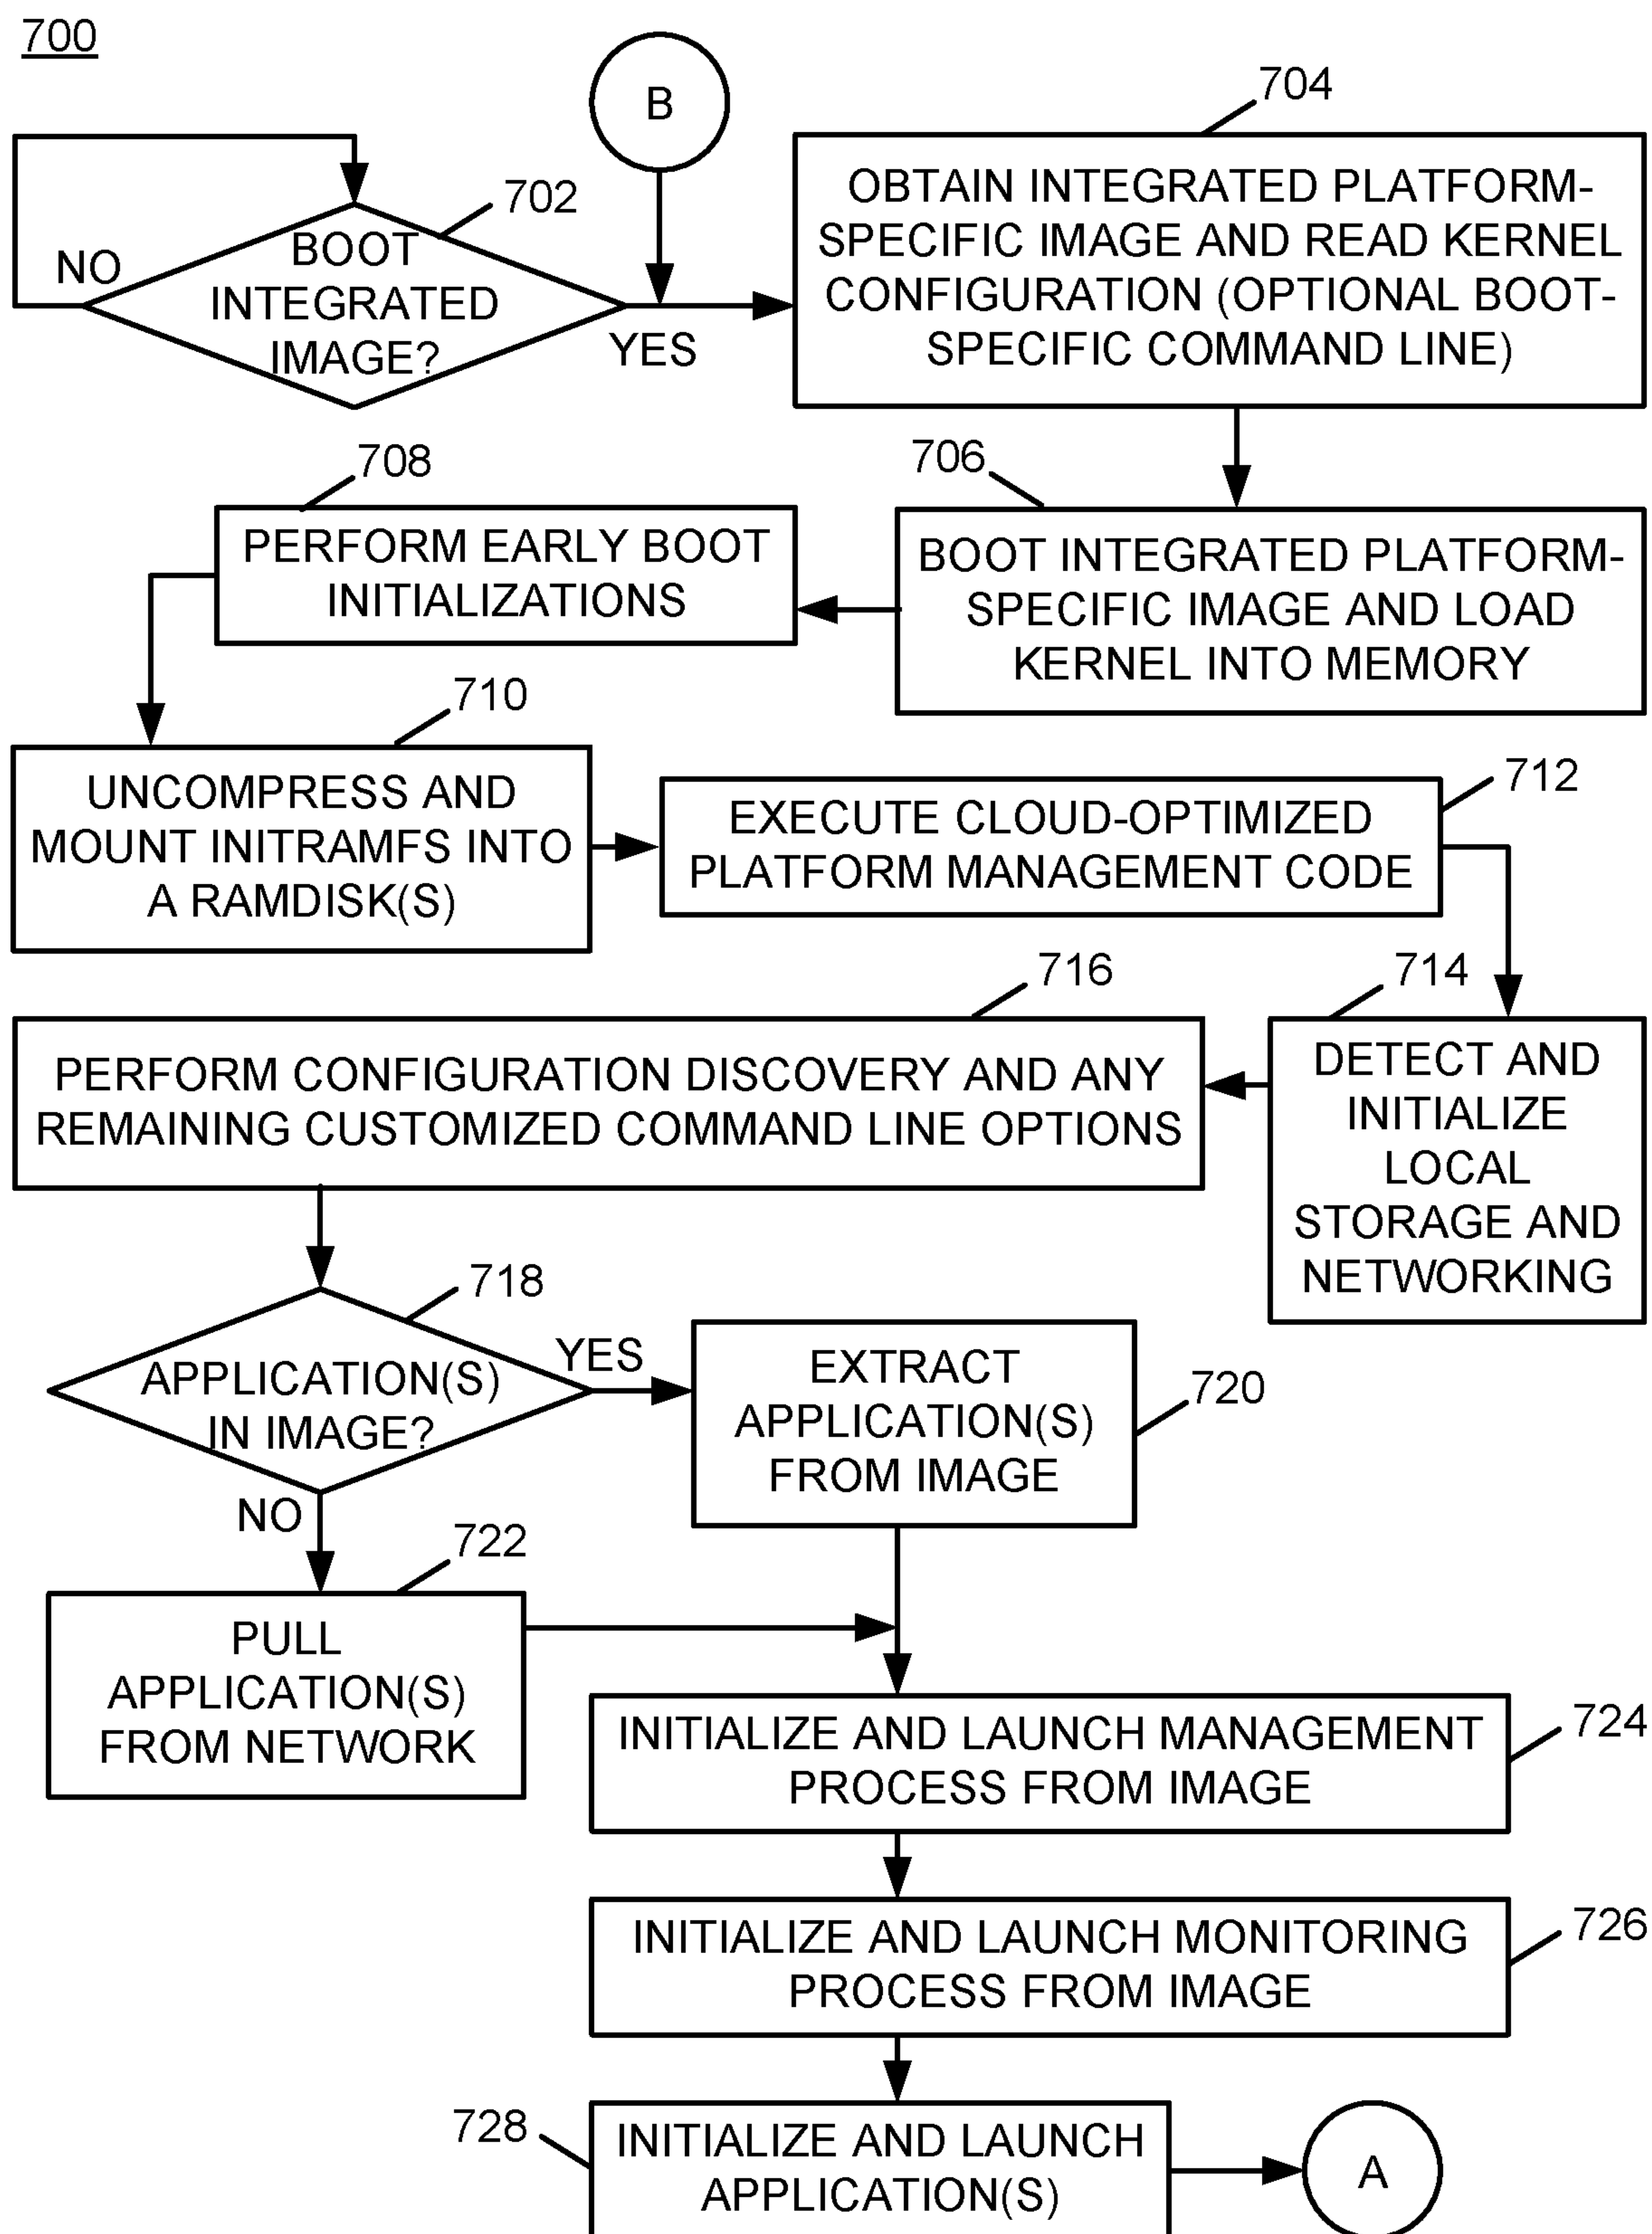 700
B
704
702
NO
BOOT
INTEGRATED
IMAGE?
YES
OBTAIN INTEGRATED PLATFORM-
SPECIFIC IMAGE AND READ KERNEL
CONFIGURATION (OPTIONAL BOOT-
SPECIFIC COMMAND LINE)
708
706
PERFORM EARLY BOOT
INITIALIZATIONS
BOOT INTEGRATED PLATFORM-
SPECIFIC IMAGE AND LOAD
KERNEL INTO MEMORY
710
UNCOMPRESS AND
MOUNT INITRAMFS INTO
A RAMDISK(S)
712
EXECUTE CLOUD-OPTIMIZED
PLATFORM MANAGEMENT CODE
716
714
PERFORM CONFIGURATION DISCOVERY AND ANY
REMAINING CUSTOMIZED COMMAND LINE OPTIONS
DETECT AND
INITIALIZE
LOCAL
STORAGE AND
NETWORKING
718
APPLICATION(S)
IN IMAGE?
YES
EXTRACT
APPLICATION(S)
FROM IMAGE
720
NO
722
PULL
APPLICATION(S)
FROM NETWORK
INITIALIZE AND LAUNCH MANAGEMENT
PROCESS FROM IMAGE
724
INITIALIZE AND LAUNCH MONITORING
PROCESS FROM IMAGE
726
728
INITIALIZE AND LAUNCH
APPLICATION(S)
A